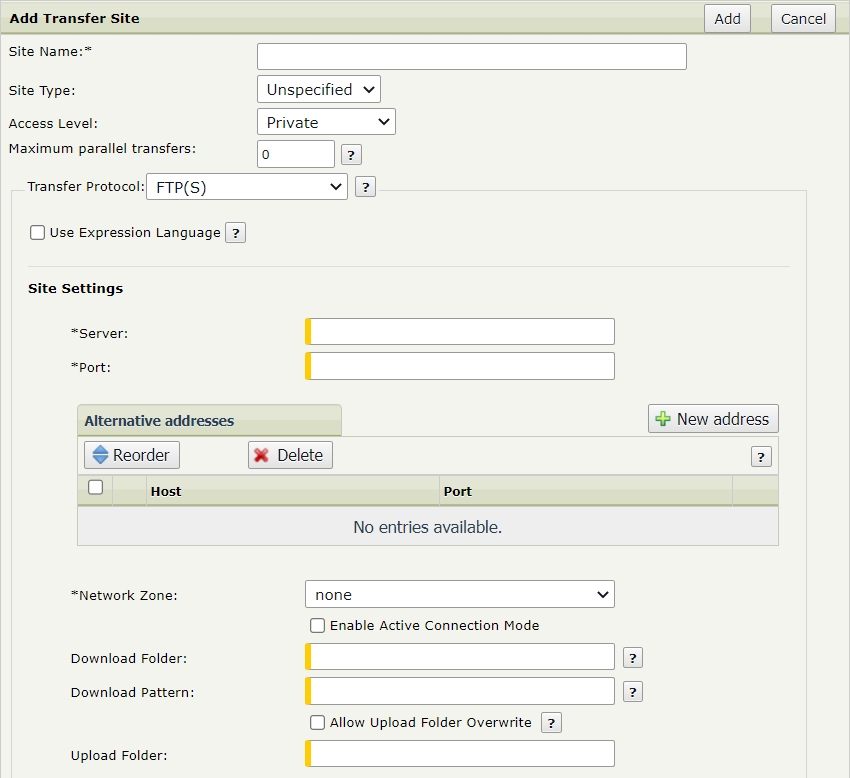 Add Transfer Site Add Cancel
Site Name:*
Site Type: Unspecified
Access Level: Private
Maximum parallel transfers: 0 ?
Transfer Protocol: FTP(S) ?
Use Expression Language ?
Site Settings
*Server:
*Port:
Alternative addresses New address
Reorder Delete ?
Host Port
No entries available.
*Network Zone: none
Enable Active Connection Mode
Download Folder: ?
Download Pattern: ?
Allow Upload Folder Overwrite ?
Upload Folder: